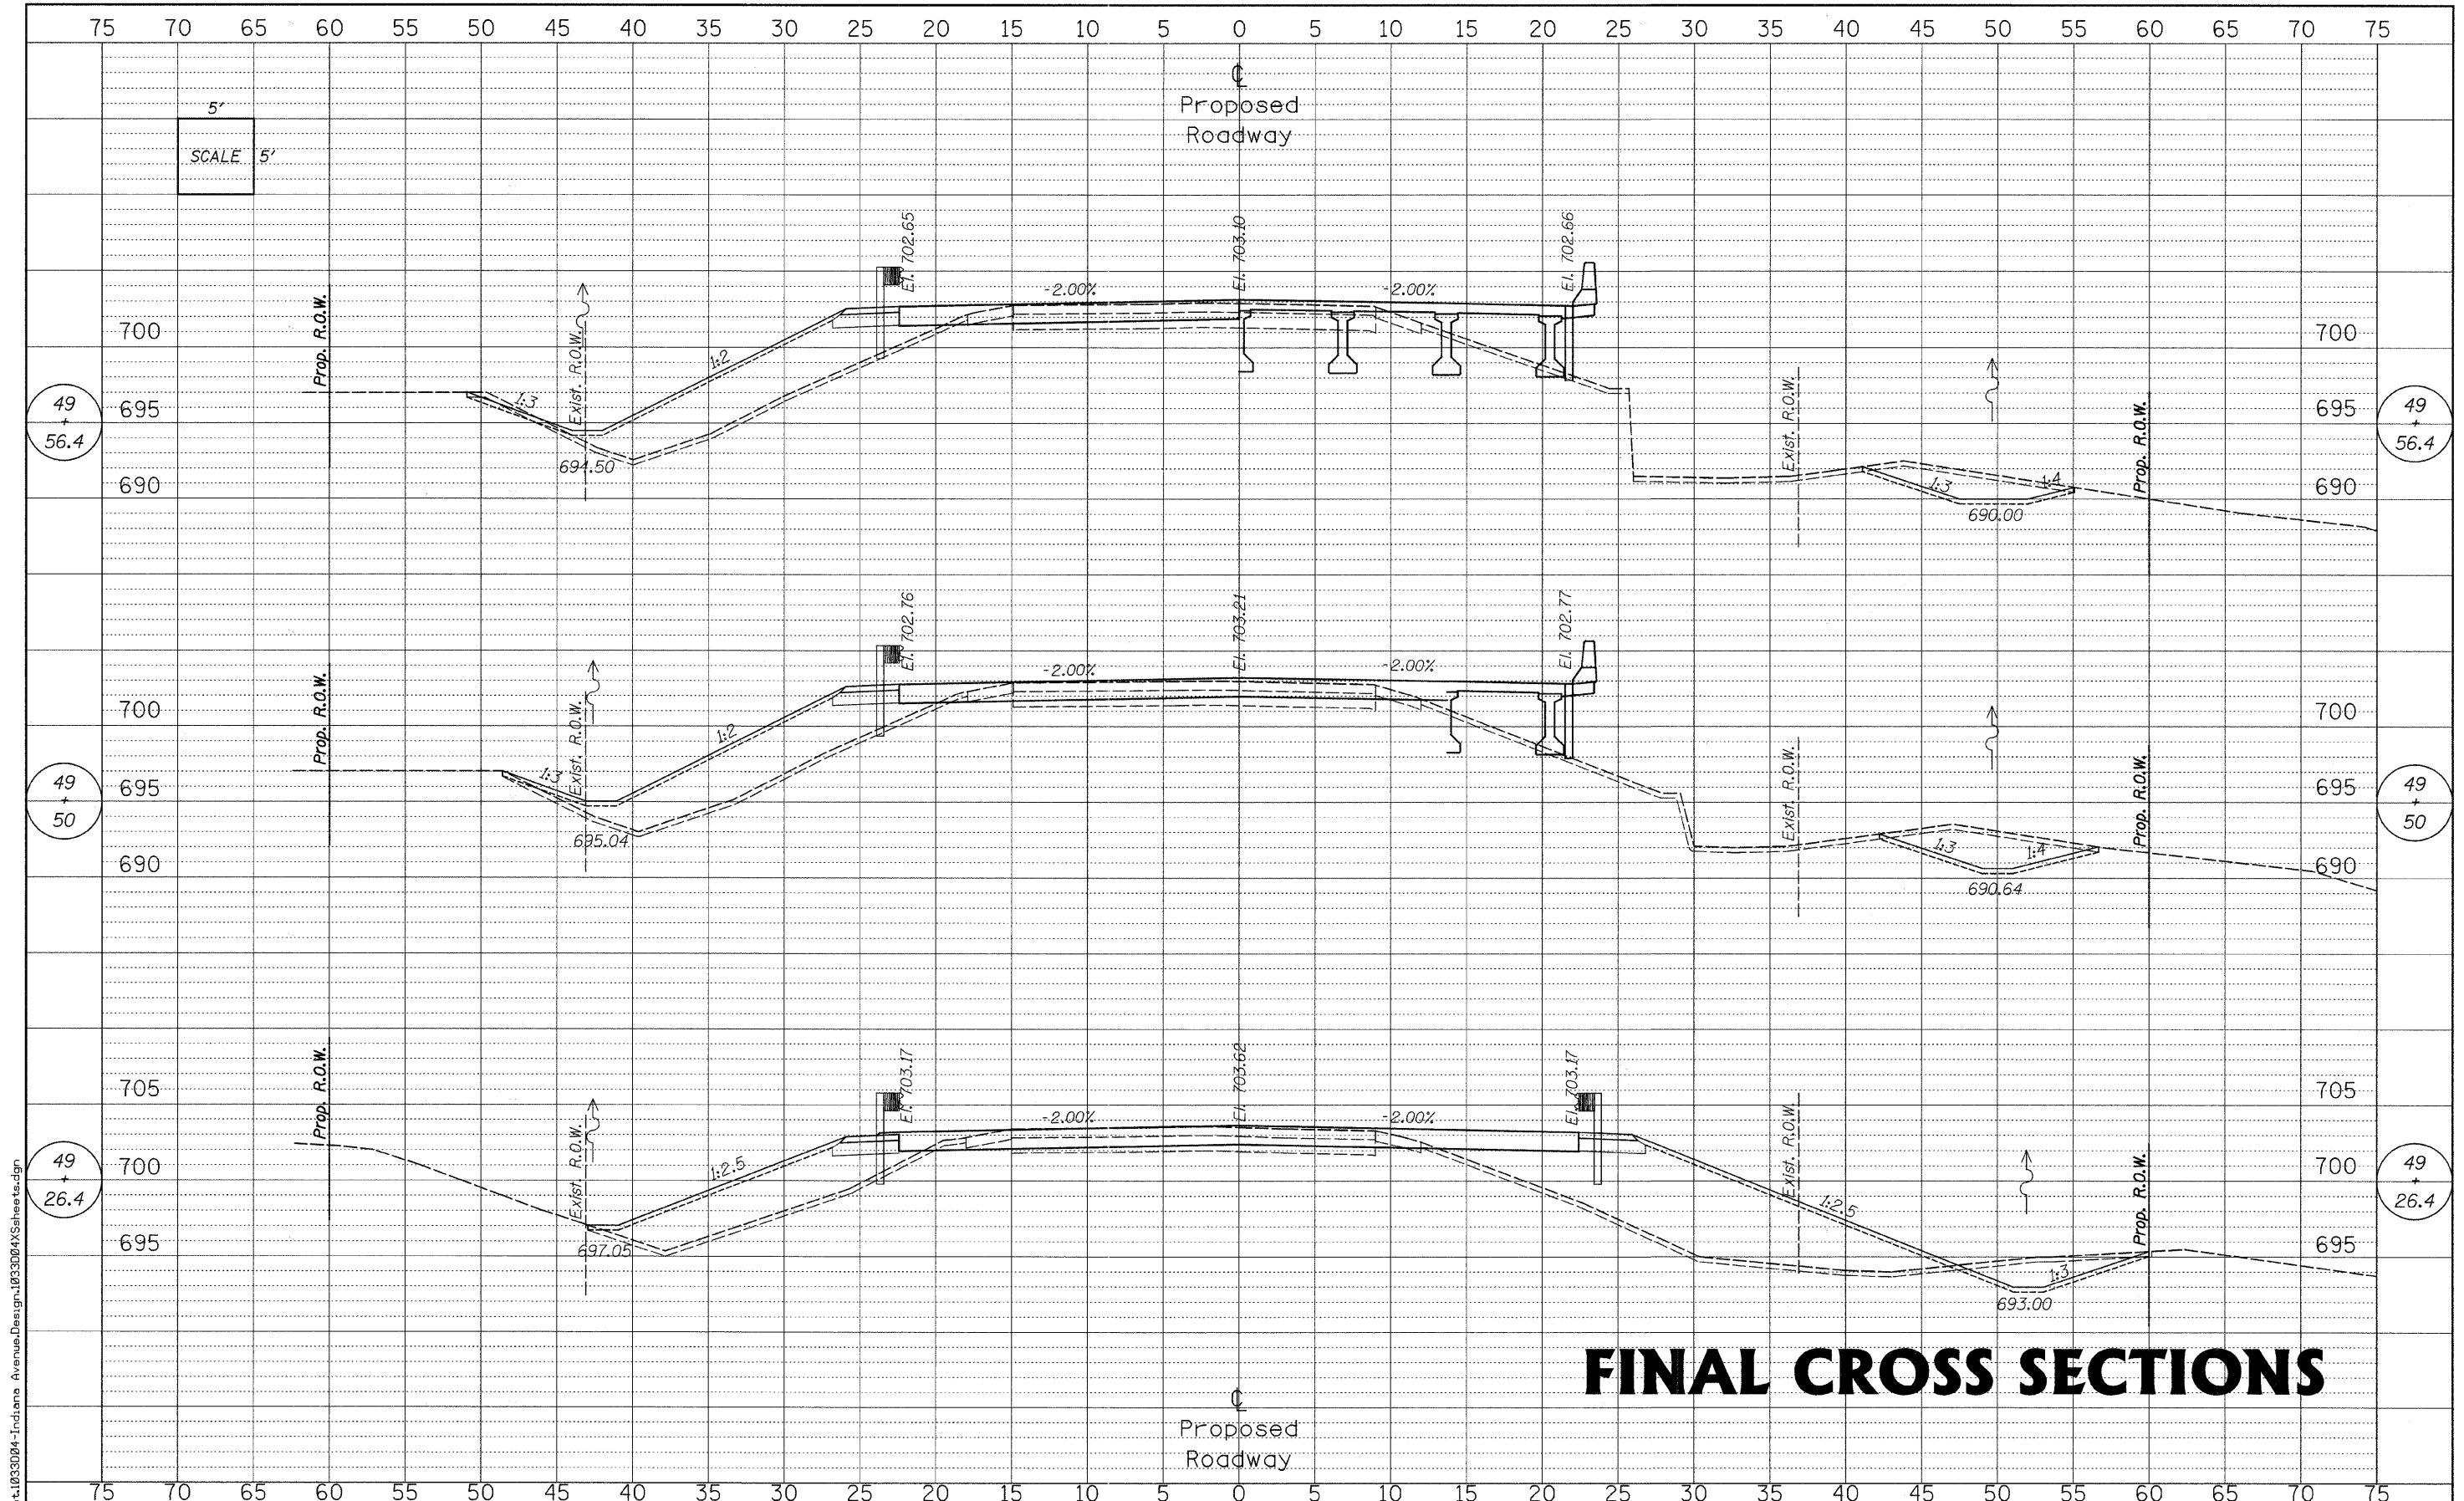 75 70 65 60 55 50 45 40 35 30 25 20 15 10 5 0 5 10 15 20 25 30 35 40 45 50 55 60 65 70 75
℄
Proposed
Roadway
5'
SCALE 5'
Prop. R.O.W.
Exist. R.O.W.
El. 702.65
El. 703.10
El. 702.66
-2.00% -2.00%
700 700
1:2
1:3
695 695
49
+
56.4
49
+
56.4
Exist. R.O.W.
Prop. R.O.W.
694.50
690 690
1:3 1:4
690.00
Prop. R.O.W.
Exist. R.O.W.
El. 702.76
El. 703.21
El. 702.77
-2.00% -2.00%
700 700
1:2
1:3
695 695
49
+
50
49
+
50
Exist. R.O.W.
Prop. R.O.W.
695.04
690 690
1:3 1:4
690.64
Prop. R.O.W.
Exist. R.O.W.
El. 703.17
El. 703.62
El. 703.17
705 705
-2.00% -2.00%
Exist. R.O.W.
Prop. R.O.W.
700 700
1:2.5 1:2.5
49
+
26.4
49
+
26.4
695 695
697.05
1:3
693.00
FINAL CROSS SECTIONS
℄
Proposed
Roadway
75 70 65 60 55 50 45 40 35 30 25 20 15 10 5 0 5 10 15 20 25 30 35 40 45 50 55 60 65 70 75
t.1033D04-Indiana Avenue.Design.1033D04XSsheets.dgn